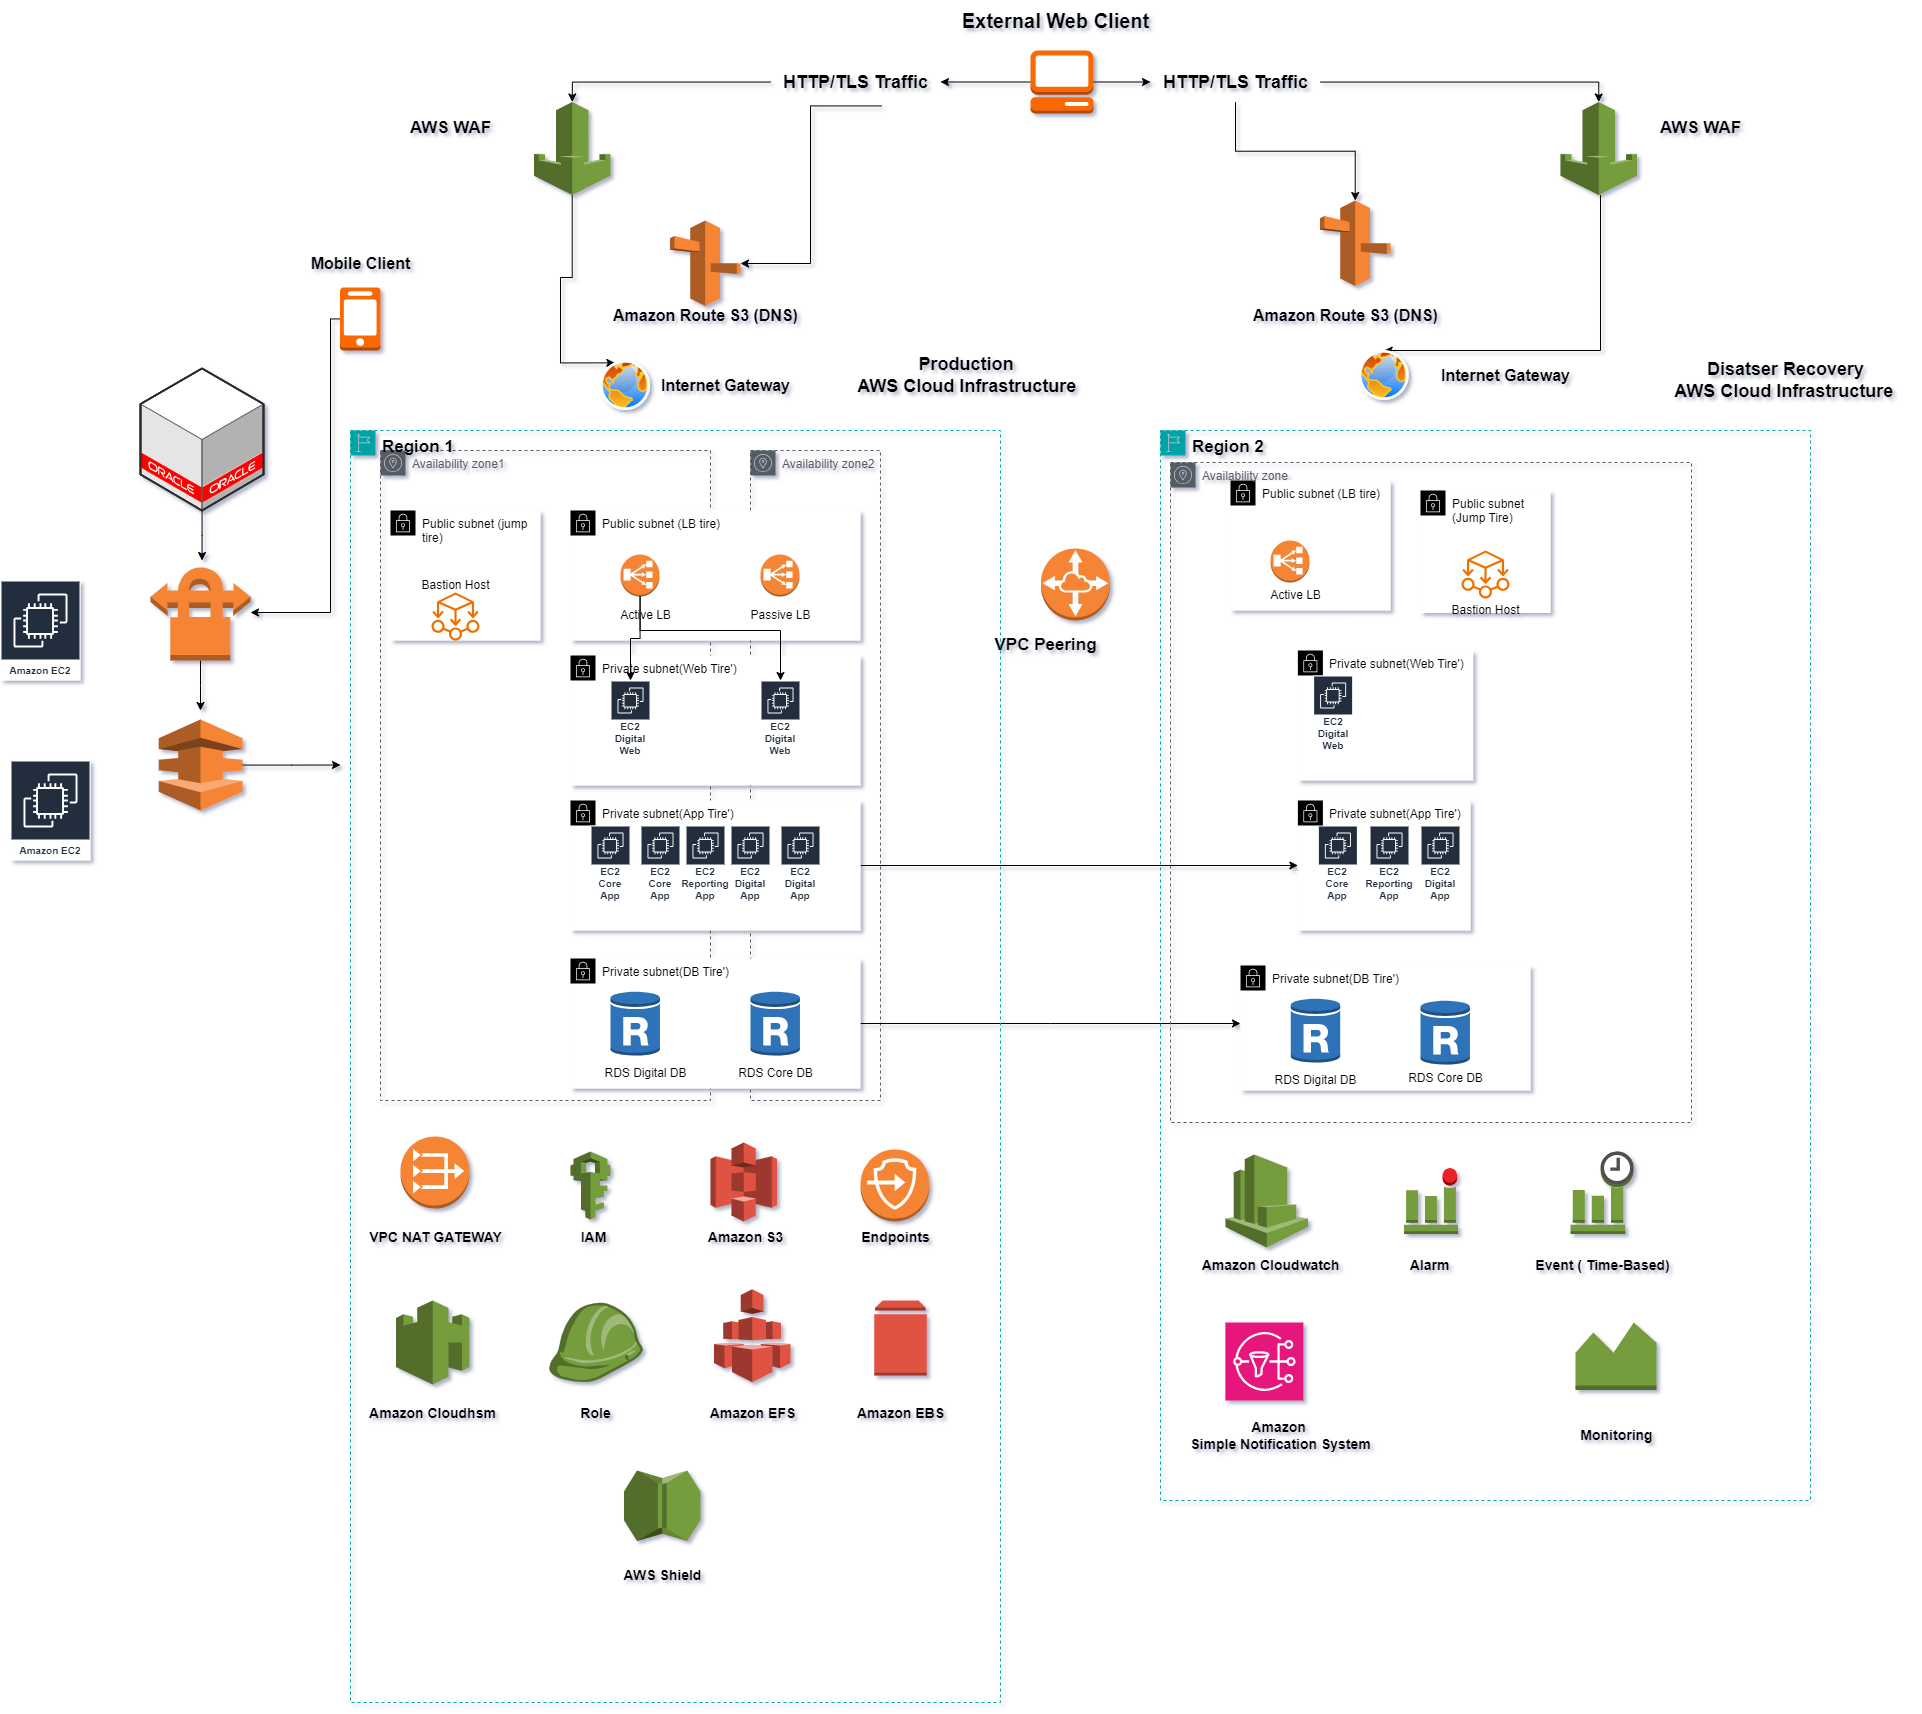 External Web Client
HTTP/TLS Traffic
HTTP/TLS Traffic
AWS WAF
AWS WAF
Mobile Client
Amazon Route S3 (DNS)
Amazon Route S3 (DNS)
Internet Gateway
Production
AWS Cloud Infrastructure
Internet Gateway
Disatser Recovery
AWS Cloud Infrastructure
ORACLE
ORACLE
Amazon EC2
Amazon EC2
Region 1
Availability zone1
Availability zone2
Public subnet (jump
tire)
Bastion Host
Public subnet (LB tire)
Active LB
Passive LB
Private subnet(Web Tire')
EC2
Digital
Web
EC2
Digital
Web
Private subnet(App Tire')
EC2
Core
App
EC2
Core
App
EC2
Reporting
App
EC2
Digital
App
EC2
Digital
App
Private subnet(DB Tire')
RDS Digital DB
RDS Core DB
VPC Peering
Region 2
Availability zone
Public subnet (LB tire)
Active LB
Public subnet
(Jump Tire)
Bastion Host
Private subnet(Web Tire')
EC2
Digital
Web
Private subnet(App Tire')
EC2
Core
App
EC2
Reporting
App
EC2
Digital
App
Private subnet(DB Tire')
R
R
R
R
RDS Digital DB
RDS Core DB
VPC NAT GATEWAY
IAM
Amazon S3
Endpoints
Amazon Cloudhsm
Role
Amazon EFS
Amazon EBS
AWS Shield
Amazon Cloudwatch
Alarm
Event ( Time-Based)
Amazon
Simple Notification System
Monitoring